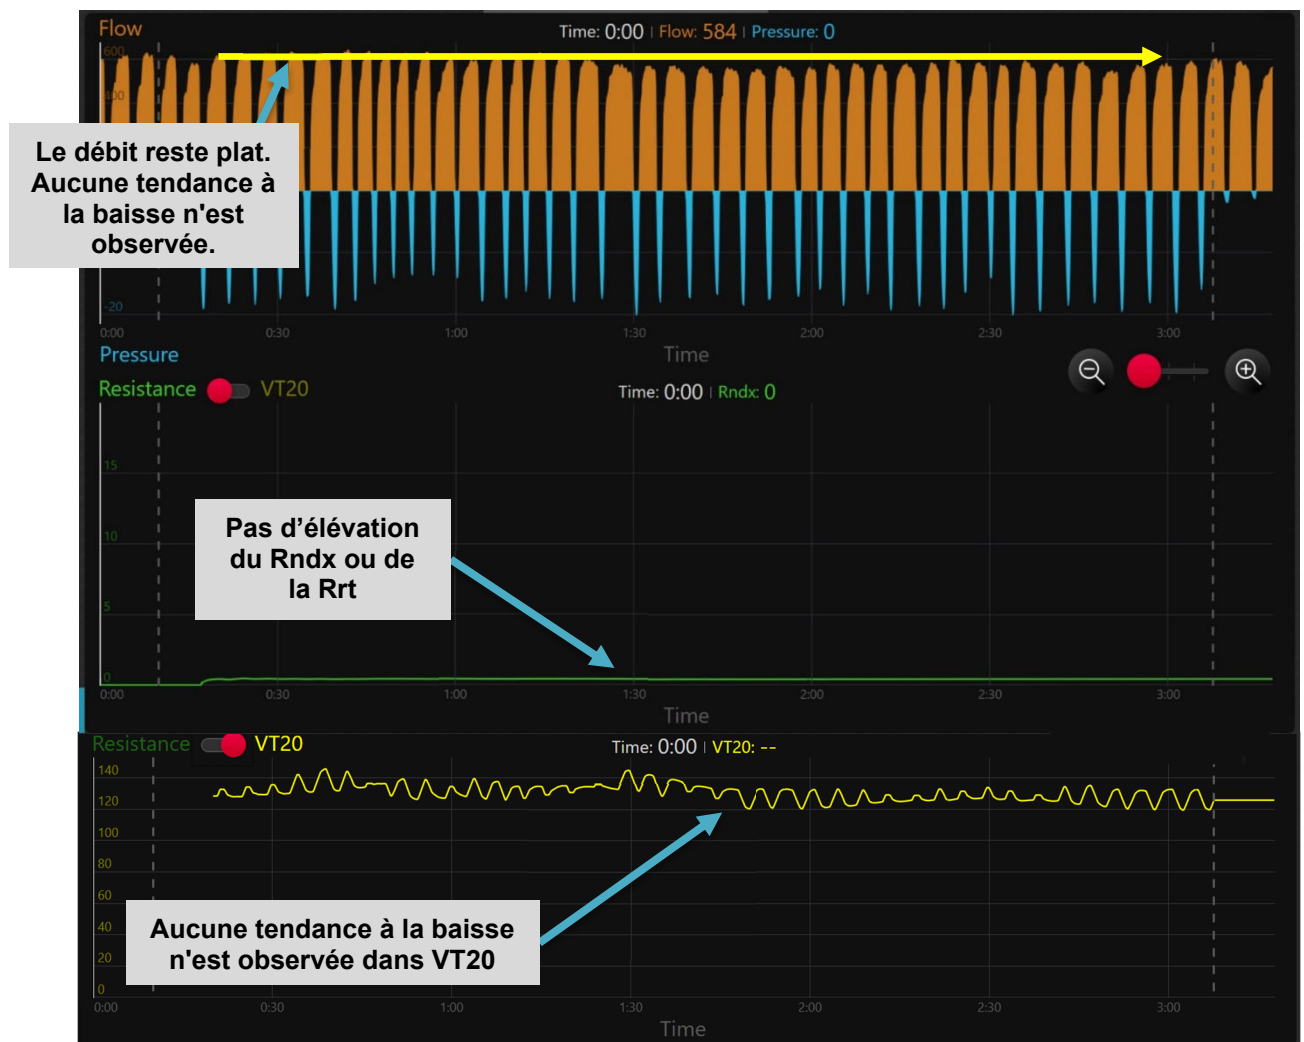 Flow
Time: 0:00 | Flow: 584 | Pressure: 0
600
400
Le débit reste plat.
Aucune tendance à
la baisse n'est
observée.
-20
0:00 0:30 1:00 1:30 2:00 2:30 3:00
Pressure
Time
Resistance VT20
Time: 0:00 | Rndx: 0
15
10
5
0
Pas d’élévation
du Rndx ou de
la Rrt
0:00 0:30 1:00 1:30 2:00 2:30 3:00
Time
Resistance VT20
Time: 0:00 | VT20: --
140
120
100
80
60
40
20
0
Aucune tendance à la baisse
n'est observée dans VT20
0:00 0:30 1:00 1:30 2:00 2:30 3:00
Time